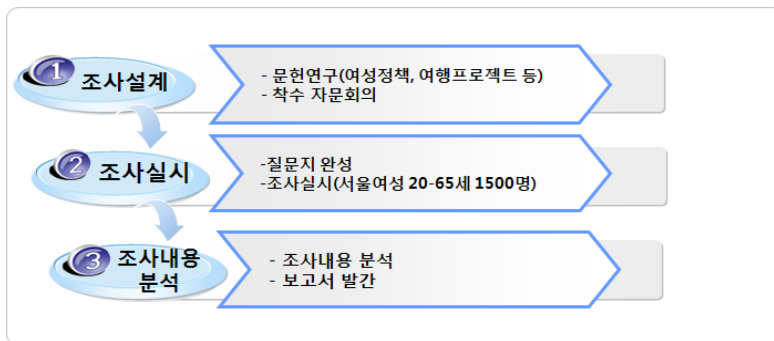 1 조사설계
- 문헌연구(여성정책, 여행프로젝트 등)
- 착수 자문회의
2 조사실시
-질문지 완성
-조사실시(서울여성 20-65세 1500명)
3 조사내용
분석
- 조사내용 분석
- 보고서 발간